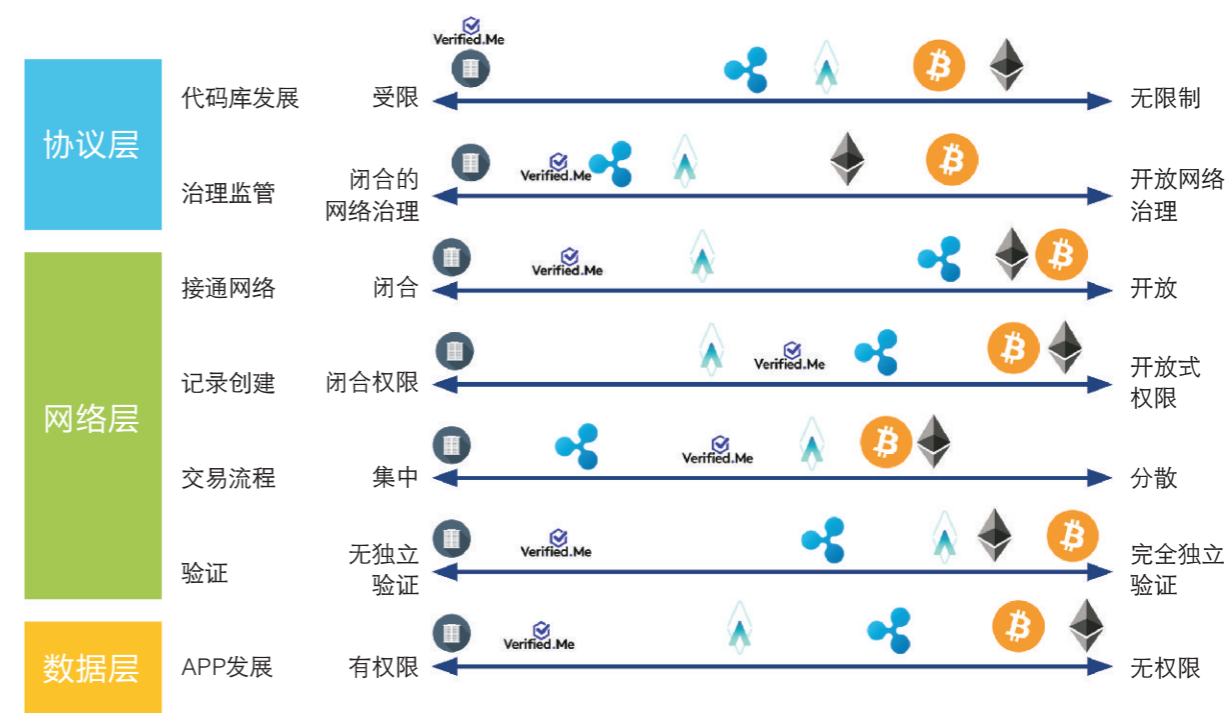 Verified.Me
协议层
代码库发展
受限
无限制
治理监管
闭合的
网络治理
Verified.Me
开放网络
治理
网络层
接通网络
闭合
Verified.Me
开放
记录创建
闭合权限
Verified.Me
开放式
权限
交易流程
集中
Verified.Me
分散
验证
无独立
验证
Verified.Me
完全独立
验证
数据层
APP发展
有权限
Verified.Me
无权限